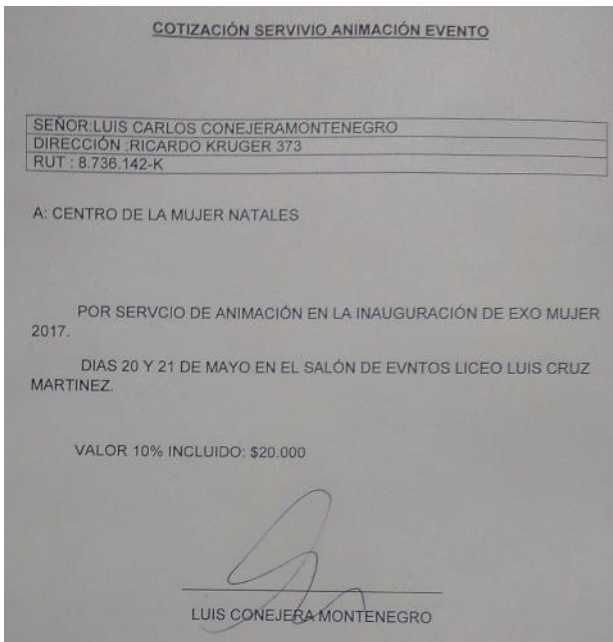 COTIZACIÓN SERVIVIO ANIMACIÓN EVENTO
SEÑOR:LUIS CARLOS CONEJERAMONTENEGRO
DIRECCIÓN :RICARDO KRUGER 373
RUT : 8.736.142-K
A: CENTRO DE LA MUJER NATALES
POR SERVCIO DE ANIMACIÓN EN LA INAUGURACIÓN DE EXO MUJER
2017.
DIAS 20 Y 21 DE MAYO EN EL SALÓN DE EVNTOS LICEO LUIS CRUZ
MARTINEZ.
VALOR 10% INCLUIDO: $20.000
LUIS CONEJERA MONTENEGRO